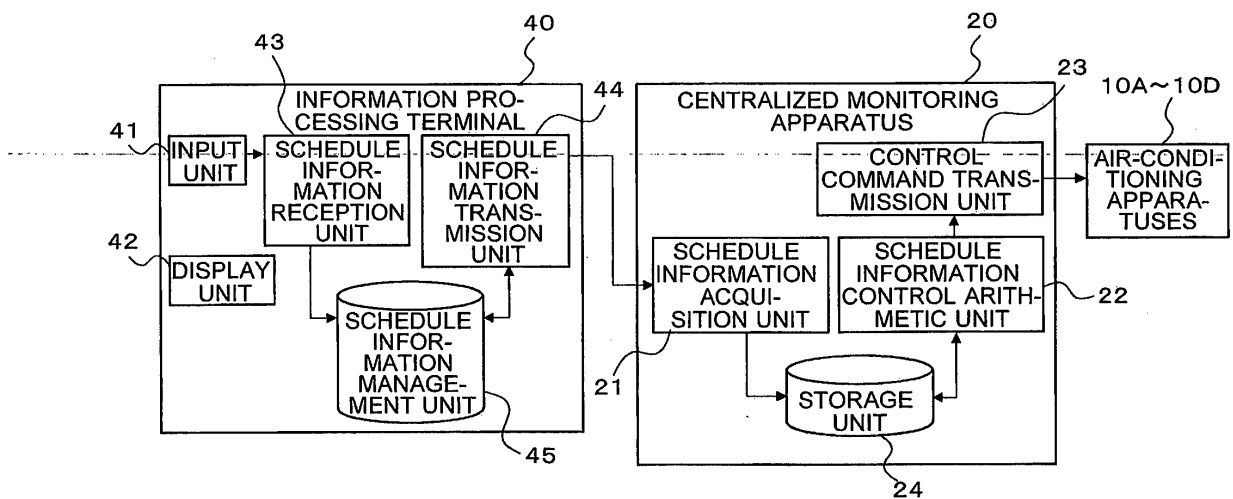 40
20
43
44
23
10A~10D
INFORMATION PRO-
CESSING TERMINAL
CENTRALIZED MONITORING
APPARATUS
41
INPUT
UNIT
SCHEDULE
INFOR-
MATION
RECEPTION
UNIT
SCHEDULE
INFOR-
MATION
TRANS-
MISSION
UNIT
CONTROL
COMMAND TRANS-
MISSION UNIT
AIR-CONDI-
TIONING
APPARA-
TUSES
42
DISPLAY
UNIT
SCHEDULE
INFOR-
MATION
MANAGE-
MENT UNIT
45
SCHEDULE
INFORMATION
ACQUI-
SITION UNIT
21
SCHEDULE
INFORMATION
CONTROL ARITH-
METIC UNIT
22
STORAGE
UNIT
24